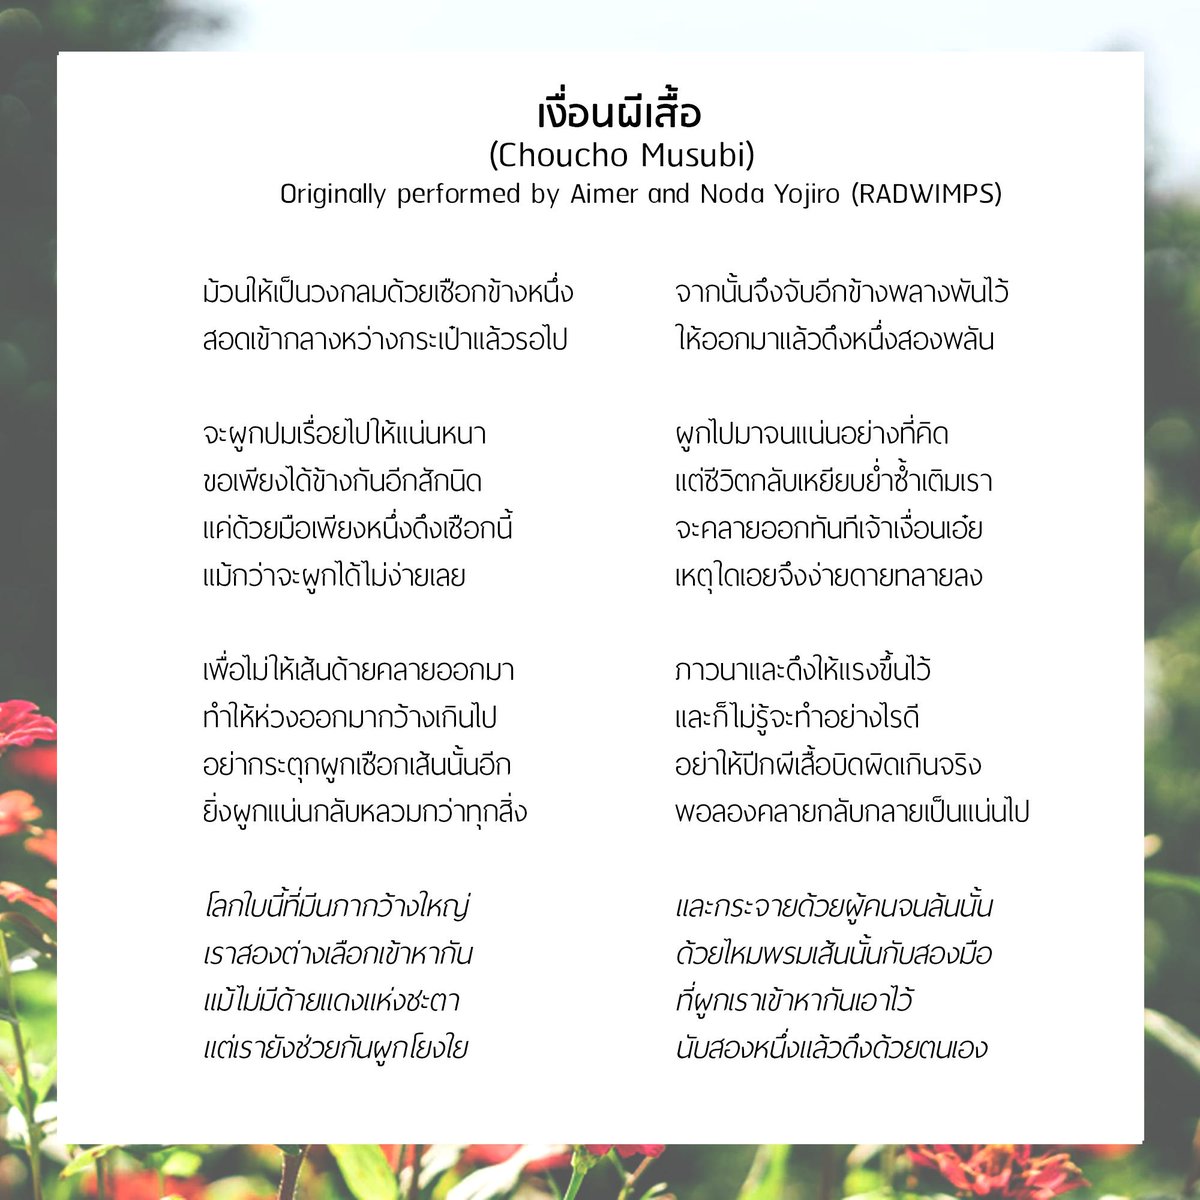 เงื่อนผีเสื้อ
(Choucho Musubi)
Originally performed by Aimer and Noda Yojiro (RADWIMPS)
ม้วนให้เป็นวงกลมด้วยเชือกข้างหนึ่ง จากนั้นจึงจับอีกข้างพลางพันไว้
สอดเข้ากลางหว่างกระเป๋าแล้วรอไป ให้ออกมาแล้วดึงหนึ่งสองพลัน
จะผูกปมเรื่อยไปให้แน่นหนา ผูกไปมาจนแน่นอย่างที่คิด
ขอเพียงได้ข้างกันอีกสักนิด แต่ชีวิตกลับเหยียบย่ำซ้ำเติมเรา
แค่ด้วยมือเพียงหนึ่งดึงเชือกนี้ จะคลายออกทันทีเจ้าเงื่อนเอ๋ย
แม้กว่าจะผูกได้ไม่ง่ายเลย เหตุใดเอยจึงง่ายดายทลายลง
เพื่อไม่ให้เส้นด้ายคลายออกมา ภาวนาและดึงให้แรงขึ้นไว้
ทำให้ห่วงออกมากว้างเกินไป และก็ไม่รู้จะทำอย่างไรดี
อย่ากระตุกผูกเชือกเส้นนั้นอีก อย่าให้ปีกผีเสื้อบิดผิดเกินจริง
ยิ่งผูกแน่นกลับหลวมกว่าทุกสิ่ง พอลองคลายกลับกลายเป็นแน่นไป
โลกใบนี้ที่มีนภากว้างใหญ่ และกระจายด้วยผู้คนจนล้นนั้น
เราสองต่างเลือกเข้าหากัน ด้วยไหมพรมเส้นนั้นกับสองมือ
แม้ไม่มีด้ายแดงแห่งชะตา ที่ผูกเราเข้าหากันเอาไว้
แต่เรายังช่วยกันผูกโยงใย นับสองหนึ่งแล้วดึงด้วยตนเอง